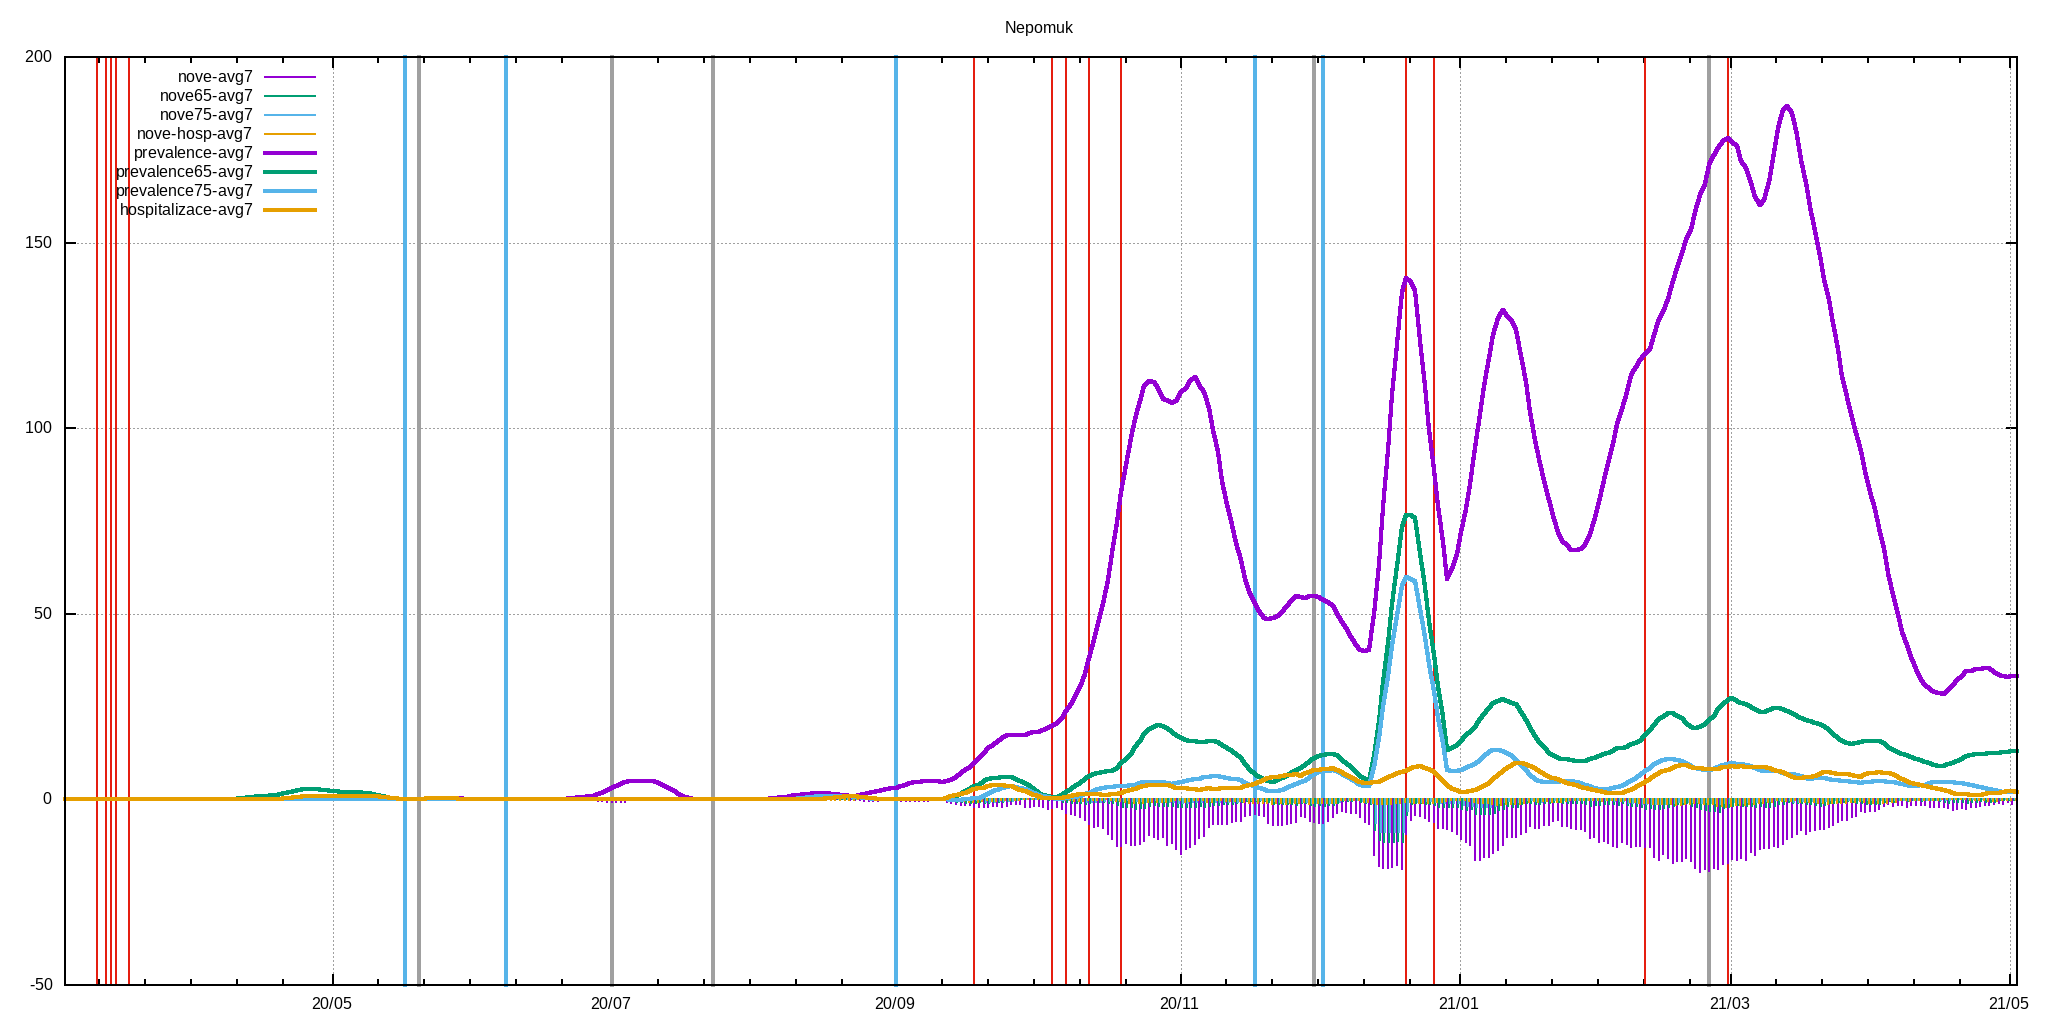 Nepomuk
200
nove-avg7
nove65-avg7
nove75-avg7
nove-hosp-avg7
prevalence-avg7
prevalence65-avg7
prevalence75-avg7
hospitalizace-avg7
150
100
50
0
-50
20/05 20/07 20/09 20/11 21/01 21/03 21/05